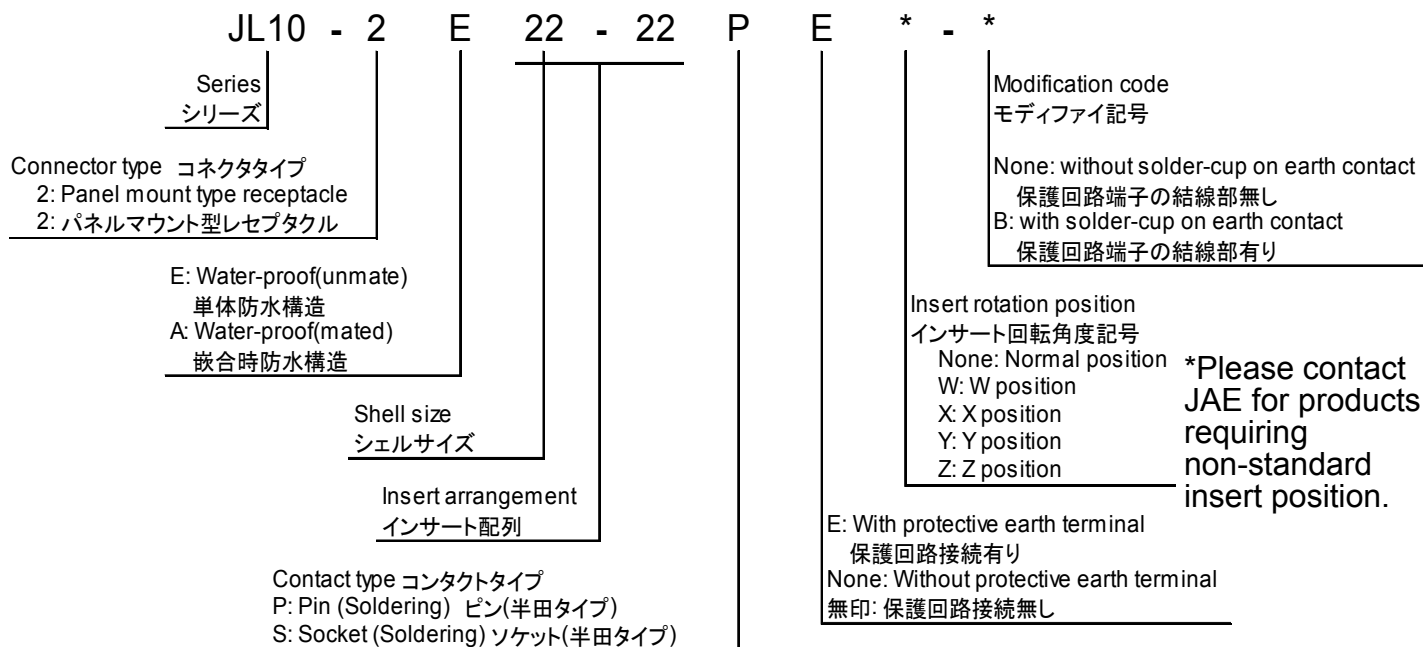 JL10 - 2 E 22 - 22 P E * - *
Series
シリーズ
Connector type コネクタタイプ
2: Panel mount type receptacle
2: パネルマウント型レセプタクル
E: Water-proof(unmate)
単体防水構造
A: Water-proof(mated)
嵌合時防水構造
Shell size
シェルサイズ
Insert arrangement
インサート配列
Contact type コンタクトタイプ
P: Pin (Soldering) ピン(半田タイプ)
S: Socket (Soldering) ソケット(半田タイプ)
Modification code
モディファイ記号
None: without solder-cup on earth contact
保護回路端子の結線部無し
B: with solder-cup on earth contact
保護回路端子の結線部有り
Insert rotation position
インサート回転角度記号
None: Normal position
W: W position
X: X position
Y: Y position
Z: Z position
*Please contact
JAE for products
requiring
non-standard
insert position.
E: With protective earth terminal
保護回路接続有り
None: Without protective earth terminal
無印: 保護回路接続無し